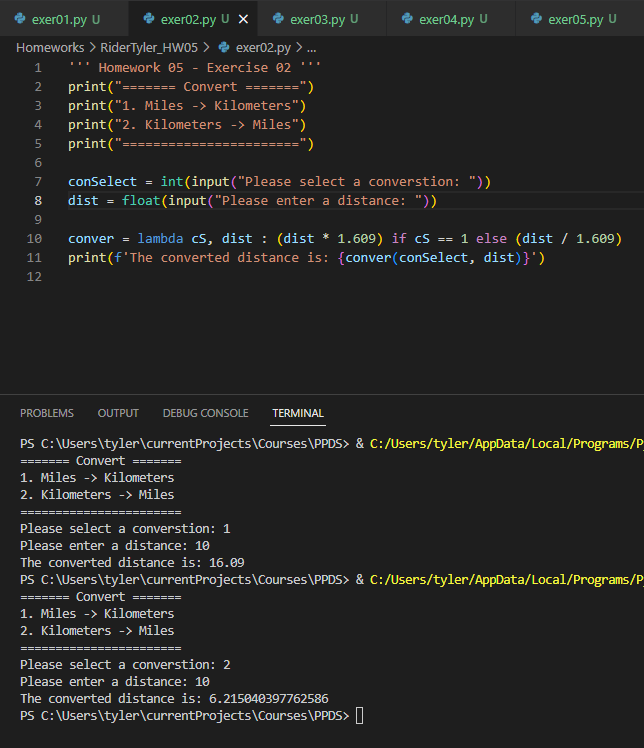 exer01.py U exer02.py U exer03.py U exer04.py U exer05.py U
Homeworks > RiderTyler_HW05 > exer02.py > ...
1 ''' Homework 05 - Exercise 02 '''
2 print("======= Convert =======")
3 print("1. Miles -> Kilometers")
4 print("2. Kilometers -> Miles")
5 print("=======================")
6
7 conSelect = int(input("Please select a converstion: "))
8 dist = float(input("Please enter a distance: "))
9
10 conver = lambda cS, dist : (dist * 1.609) if cS == 1 else (dist / 1.609)
11 print(f'The converted distance is: {conver(conSelect, dist)}')
12
PROBLEMS OUTPUT DEBUG CONSOLE TERMINAL
PS C:\Users\tyler\currentProjects\Courses\PPDS> & C:/Users/tyler/AppData/Local/Programs/P
======= Convert =======
1. Miles -> Kilometers
2. Kilometers -> Miles
=======================
Please select a converstion: 1
Please enter a distance: 10
The converted distance is: 16.09
PS C:\Users\tyler\currentProjects\Courses\PPDS> & C:/Users/tyler/AppData/Local/Programs/P
======= Convert =======
1. Miles -> Kilometers
2. Kilometers -> Miles
=======================
Please select a converstion: 2
Please enter a distance: 10
The converted distance is: 6.215040397762586
PS C:\Users\tyler\currentProjects\Courses\PPDS>